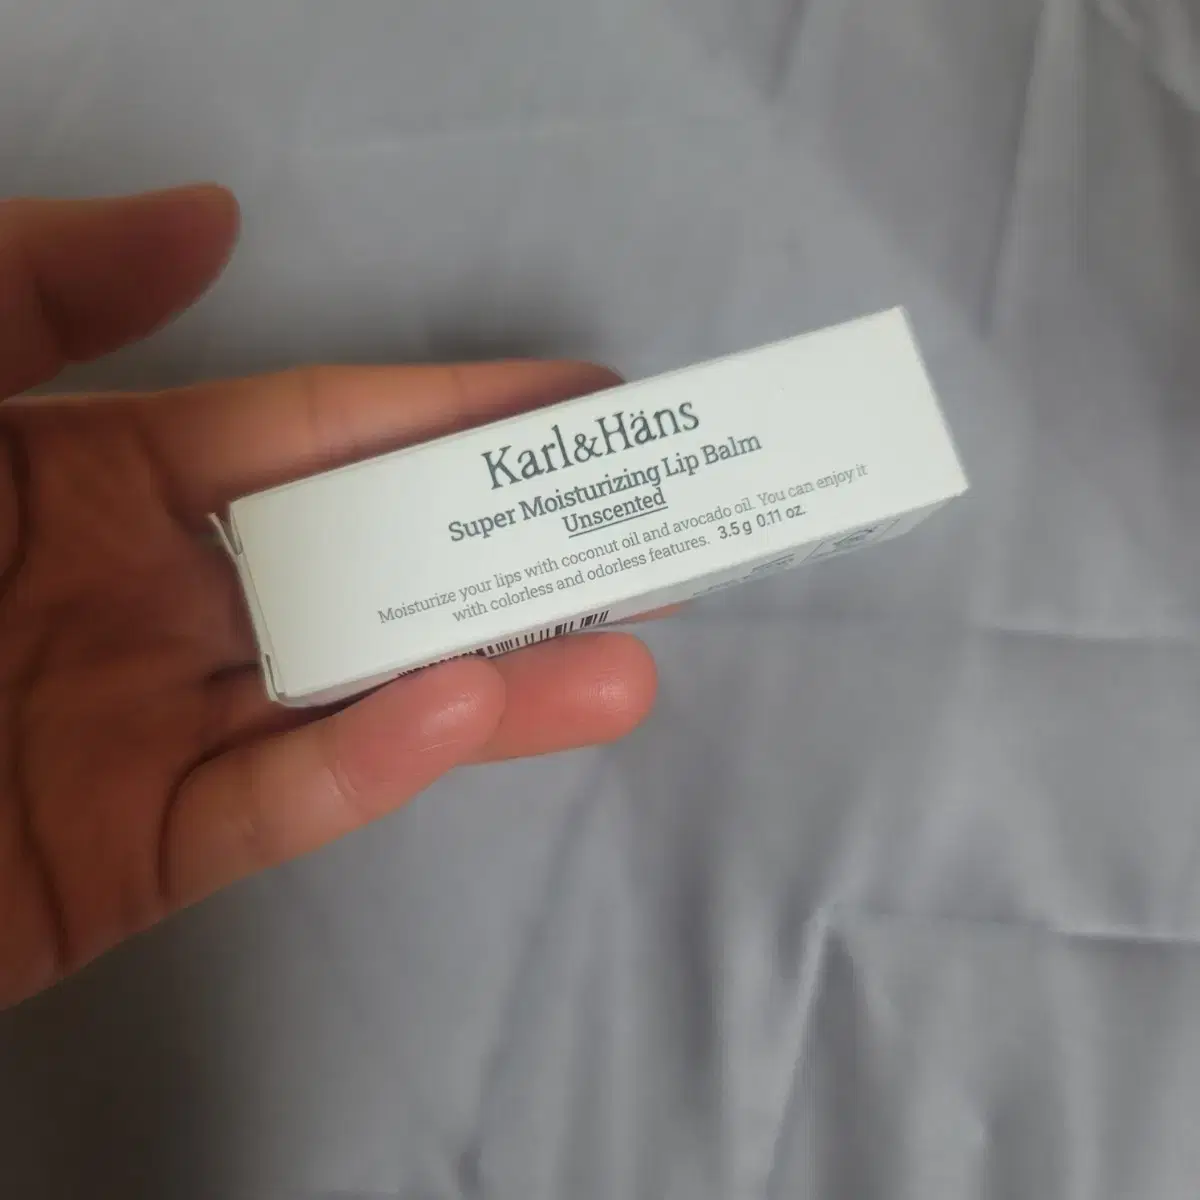 Karl&Häns
Super Moisturizing Lip Balm
Unscented
Moisturize your lips with coconut oil and avocado oil. You can enjoy it
with colorless and odorless features. 3.5 g 0.11 oz.